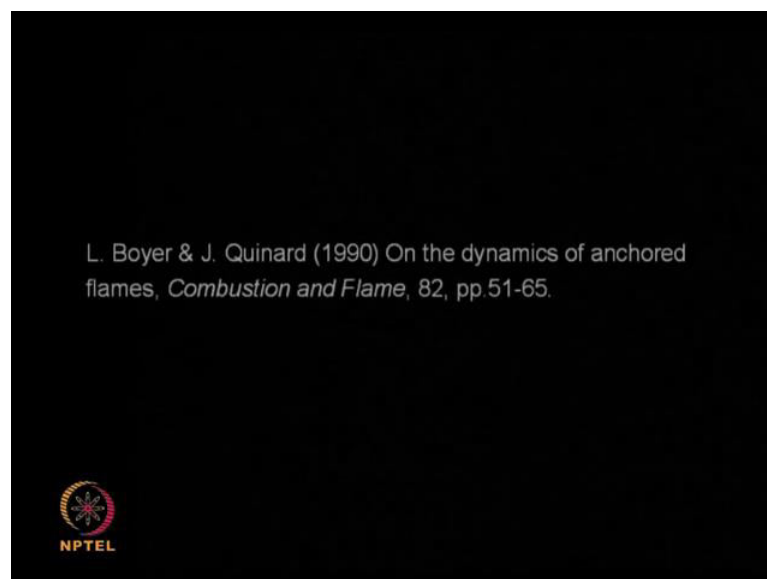 L. Boyer & J. Quinard (1990) On the dynamics of anchored
flames, Combustion and Flame, 82, pp.51-65.
NPTEL